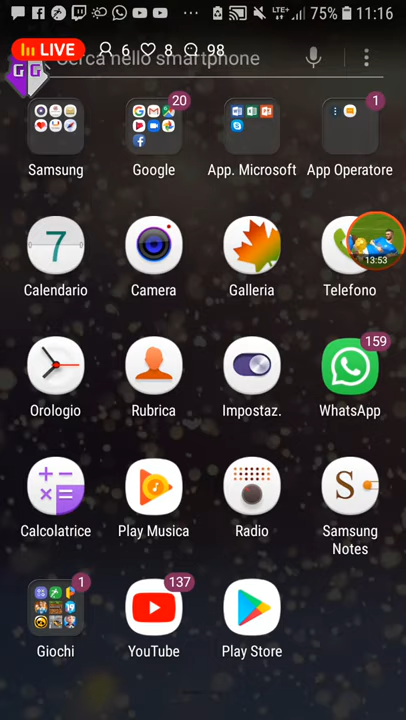 LTE+ 75% 11:16
LIVE 6 8 98
GG cerca nello smartphone
20 1
Samsung Google App. Microsoft App Operatore
7
13:53
Calendario Camera Galleria Telefono
159
Orologio Rubrica Impostaz. WhatsApp
S
Calcolatrice Play Musica Radio Samsung Notes
1 137
Giochi YouTube Play Store